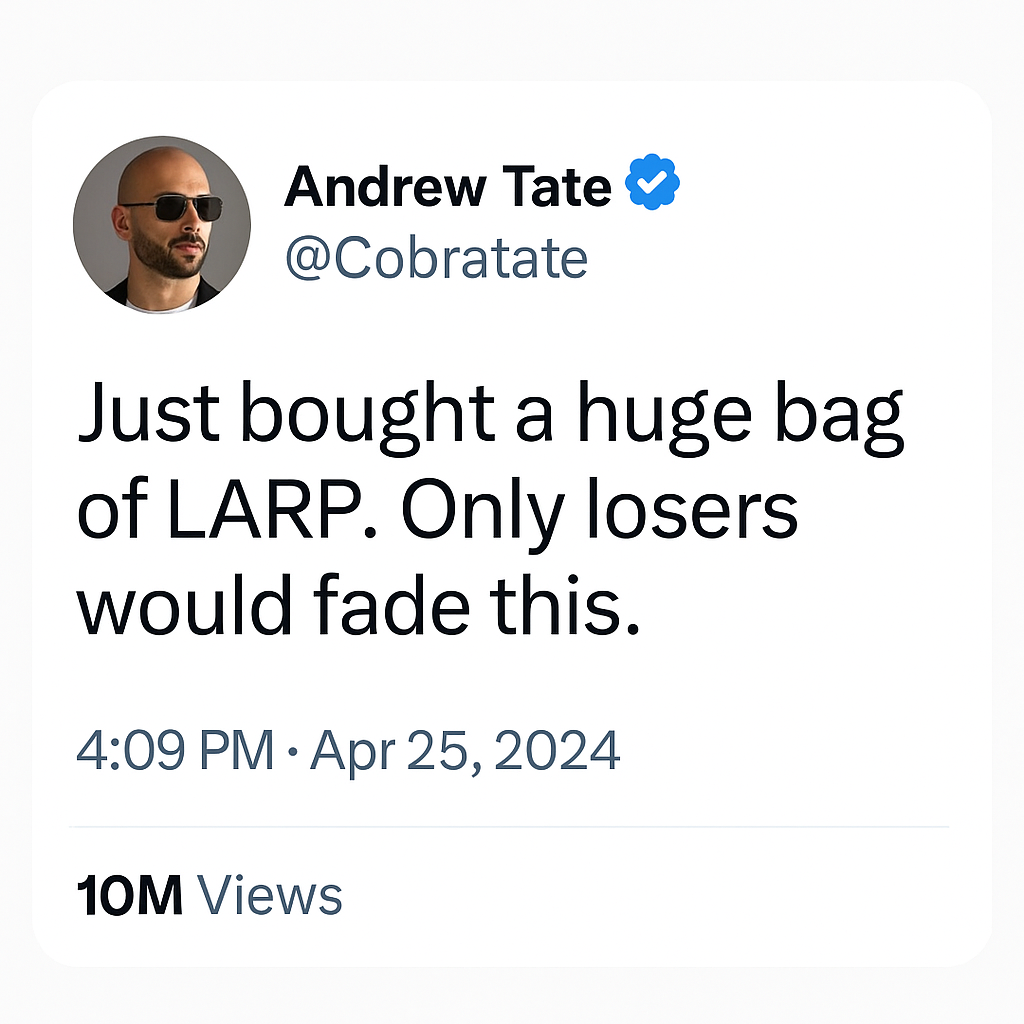 Andrew Tate
@Cobratate
Just bought a huge bag
of LARP. Only losers
would fade this.
4:09 PM · Apr 25, 2024
10M Views